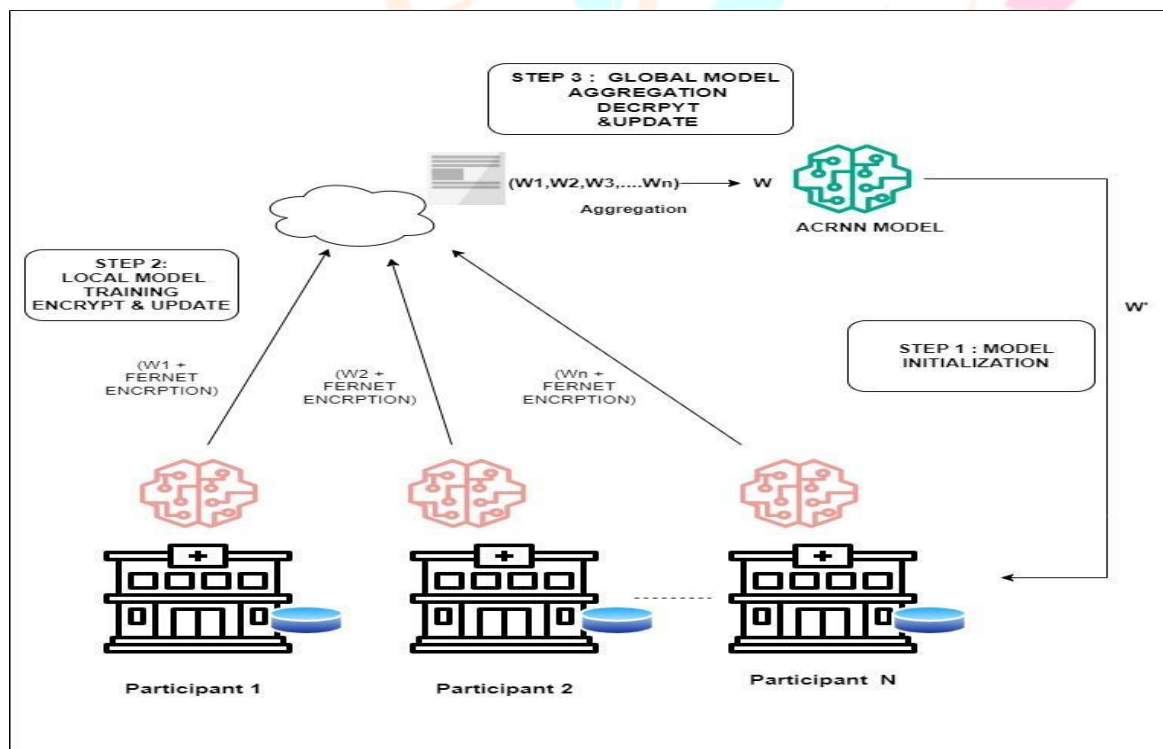 STEP 3 : GLOBAL MODEL
AGGREGATION
DECRPYT
&UPDATE
(W1,W2,W3,....Wn)
W
Aggregation
ACRNN MODEL
STEP 2:
LOCAL MODEL
TRAINING
ENCRYPT & UPDATE
W'
STEP 1 : MODEL
INITIALIZATION
(W1 +
FERNET
ENCRPTION)
(W2 +
FERNET
ENCRPTION)
(Wn +
FERNET
ENCRPTION)
Participant 1
Participant 2
Participant N